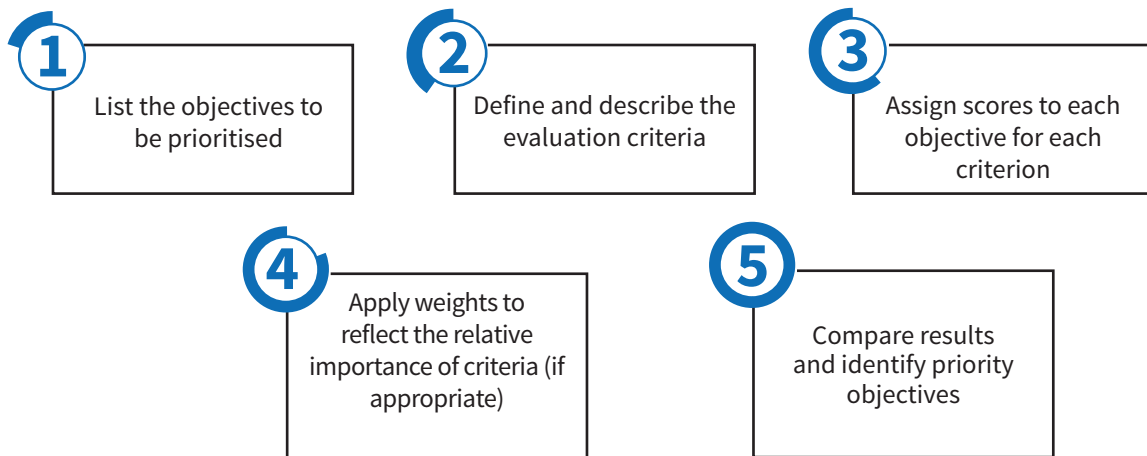 1
List the objectives to
be prioritised
2
Define and describe the
evaluation criteria
3
Assign scores to each
objective for each
criterion
4
Apply weights to
reflect the relative
importance of criteria (if
appropriate)
5
Compare results
and identify priority
objectives